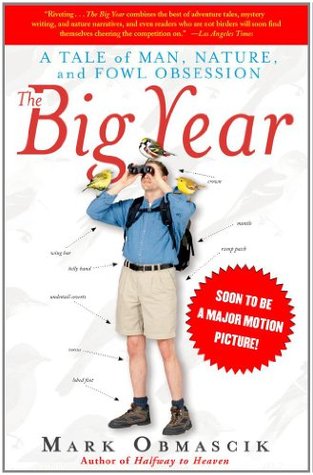 "Riveting . . . The Big Year combines the best of adventure tales, mystery
writing, and nature narratives, and even readers who are not birders will soon find
themselves cheering the competition on." —Los Angeles Times
A TALE of MAN, NATURE,
and FOWL OBSESSION
The
Big Year
crown
mantle
wing bar
rump patch
belly band
undertail coverts
SOON TO BE
A MAJOR MOTION
PICTURE!
tarsus
lobed foot
MARK OBMASCIK
Author of Halfway to Heaven